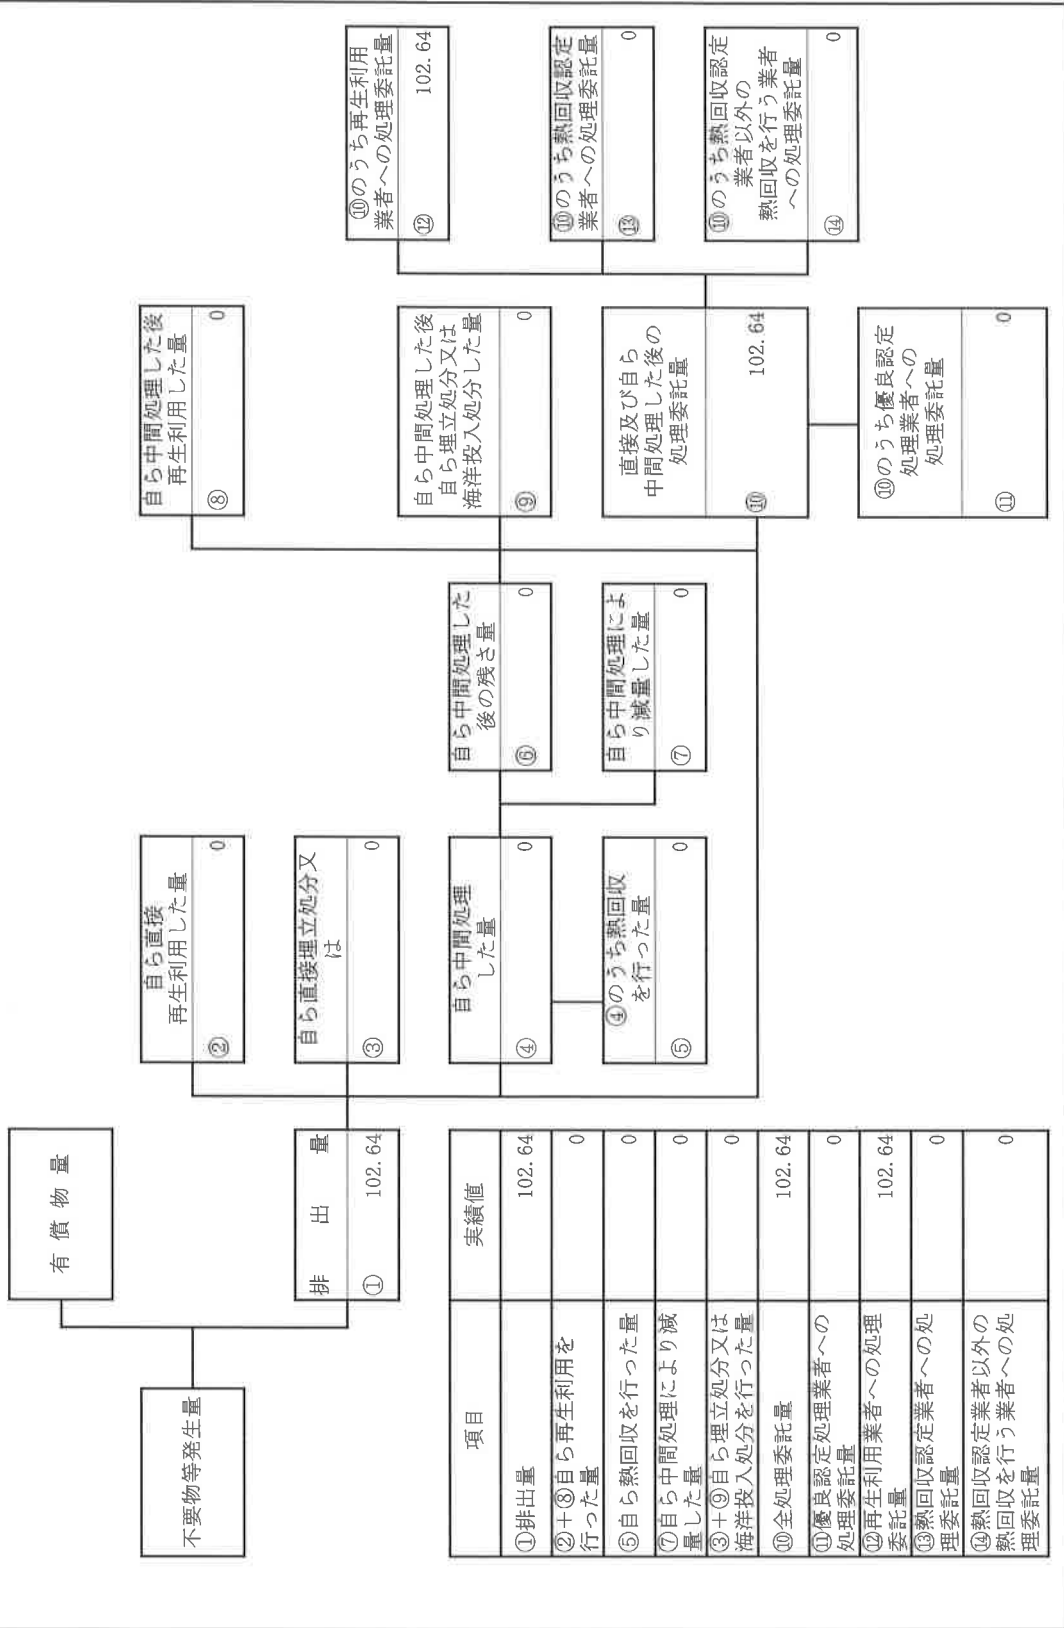 不要物等発生量
有償物量
排出量
① 102.64
自ら直接
再生利用した量
② 0
自ら直接埋立処分又
は
③ 0
自ら中間処理
した量
④ 0
④のうち熱回収
を行った量
⑤ 0
自ら中間処理した
後の残さ量
⑥ 0
自ら中間処理によ
り減量した量
⑦ 0
自ら中間処理した後
再生利用した量
⑧ 0
自ら中間処理した後
自ら埋立処分又は
海洋投入処分した量
⑨ 0
直接及び自ら
中間処理した後の
処理委託量
⑩ 102.64
⑩のうち優良認定
処理業者への
処理委託量
⑪ 0
⑩のうち再生利用
業者への処理委託量
⑫ 102.64
⑩のうち熱回収認定
業者への処理委託量
⑬ 0
⑩のうち熱回収認定
業者以外の
熱回収を行う業者
への処理委託量
⑭ 0
項目 実績値
①排出量 102.64
②+⑧自ら再生利用を
行った量 0
⑤自ら熱回収を行った量 0
⑦自ら中間処理により減
量した量 0
③+⑨自ら埋立処分又は
海洋投入処分を行った量 0
⑩全処理委託量 102.64
⑪優良認定処理業者への
処理委託量 0
⑫再生利用業者への処理
委託量 102.64
⑬熱回収認定業者への処
理委託量 0
⑭熱回収認定業者以外の
熱回収を行う業者への処
理委託量 0